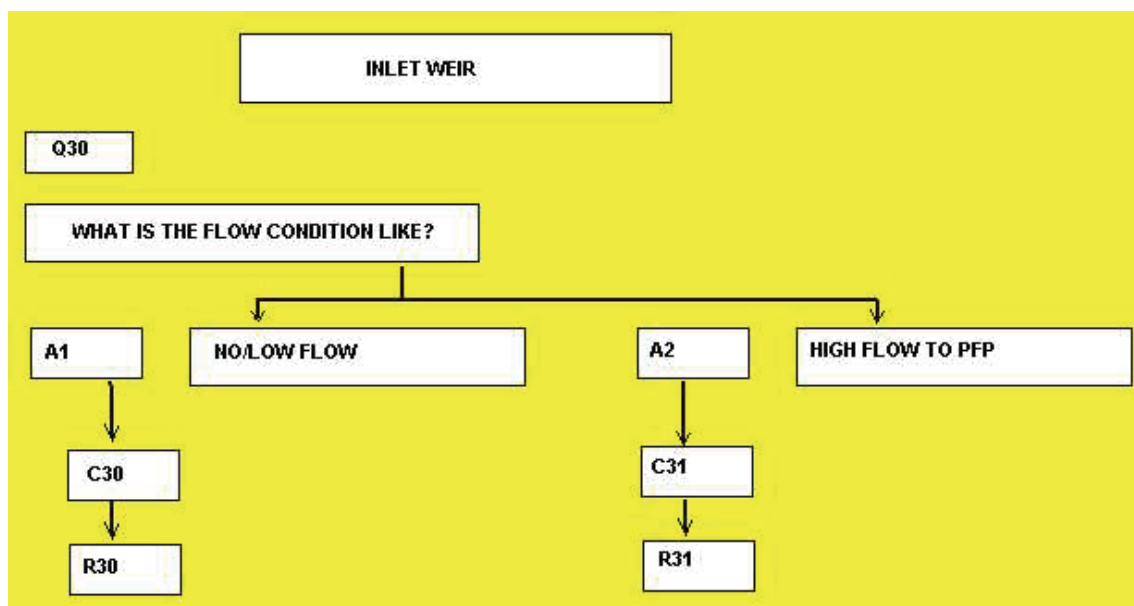 INLET WEIR
Q30
WHAT IS THE FLOW CONDITION LIKE?
A1
NO/LOW FLOW
A2
HIGH FLOW TO PFP
C30
C31
R30
R31